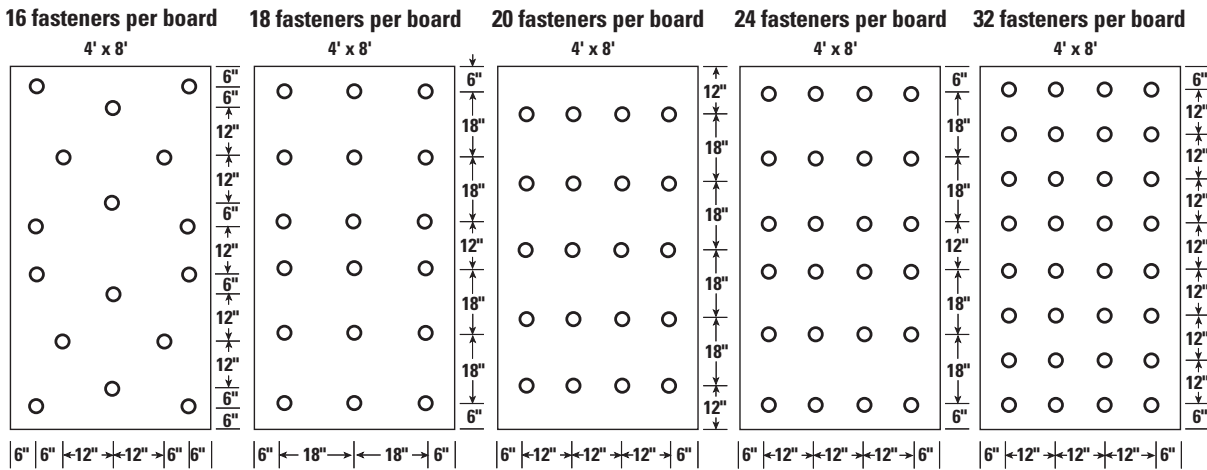 16 fasteners per board
4' x 8'
6"
6"
12"
12"
6"
12"
6"
12"
12"
6"
6"
6" 6" 12" 12" 6" 6"
18 fasteners per board
4' x 8'
6"
18"
18"
12"
18"
18"
6"
6" 18" 18" 6"
20 fasteners per board
4' x 8'
12"
18"
18"
18"
18"
12"
6" 12" 12" 12" 6"
24 fasteners per board
4' x 8'
6"
18"
18"
12"
18"
18"
6"
6" 12" 12" 12" 6"
32 fasteners per board
4' x 8'
6"
12"
12"
12"
12"
12"
12"
12"
6"
6" 12" 12" 12" 6"